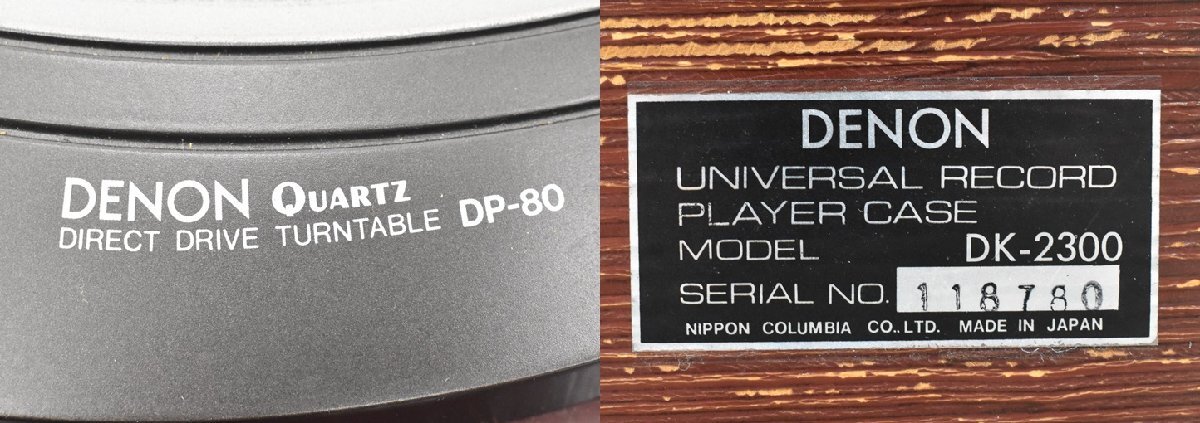 DENON QUARTZ
DIRECT DRIVE TURNTABLE DP-80
DENON
UNIVERSAL RECORD
PLAYER CASE
MODEL DK-2300
SERIAL NO. 118780
NIPPON COLUMBIA CO.,LTD. MADE IN JAPAN